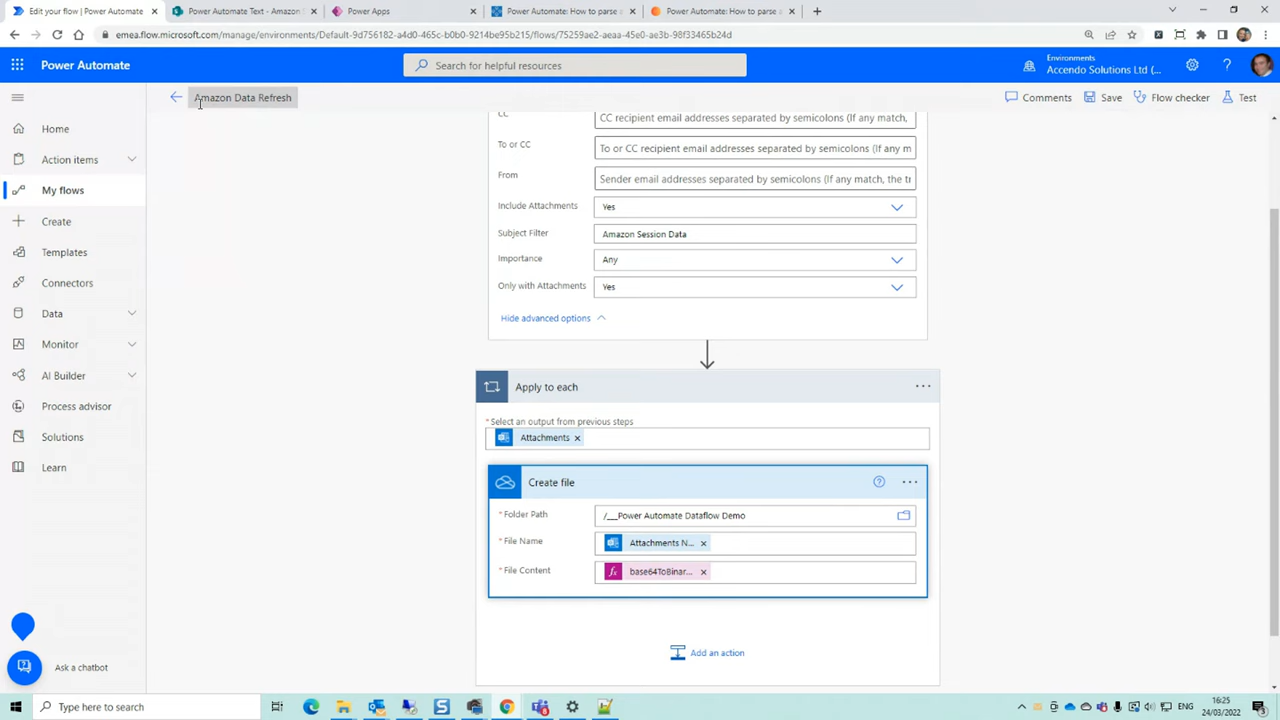 Edit your flow | Power Automate
Power Automate Text - Amazon
Power Apps
Power Automate: How to parse
Power Automate: How to parse
emea.flow.microsoft.com/manage/environments/Default-9d756182-a4d0-465c-b0b0-9214be95b215/flows/75259ae2-aeaa-45e0-ae3b-98f33465b24d
Power Automate
Search for helpful resources
Environments
Accendo Solutions Ltd (...
Amazon Data Refresh
Comments
Save
Flow checker
Test
Home
Action items
My flows
Create
Templates
Connectors
Data
Monitor
AI Builder
Process advisor
Solutions
Learn
Ask a chatbot
CC
CC recipient email addresses separated by semicolons (If any match,
To or CC
To or CC recipient email addresses separated by semicolons (If any m
From
Sender email addresses separated by semicolons (If any match, the tr
Include Attachments
Yes
Subject Filter
Amazon Session Data
Importance
Any
Only with Attachments
Yes
Hide advanced options
Apply to each
* Select an output from previous steps
Attachments
Create file
* Folder Path
/___Power Automate Dataflow Demo
* File Name
Attachments N...
* File Content
fx base64ToBinar...
Add an action
Type here to search
ENG
16:25
24/03/2022